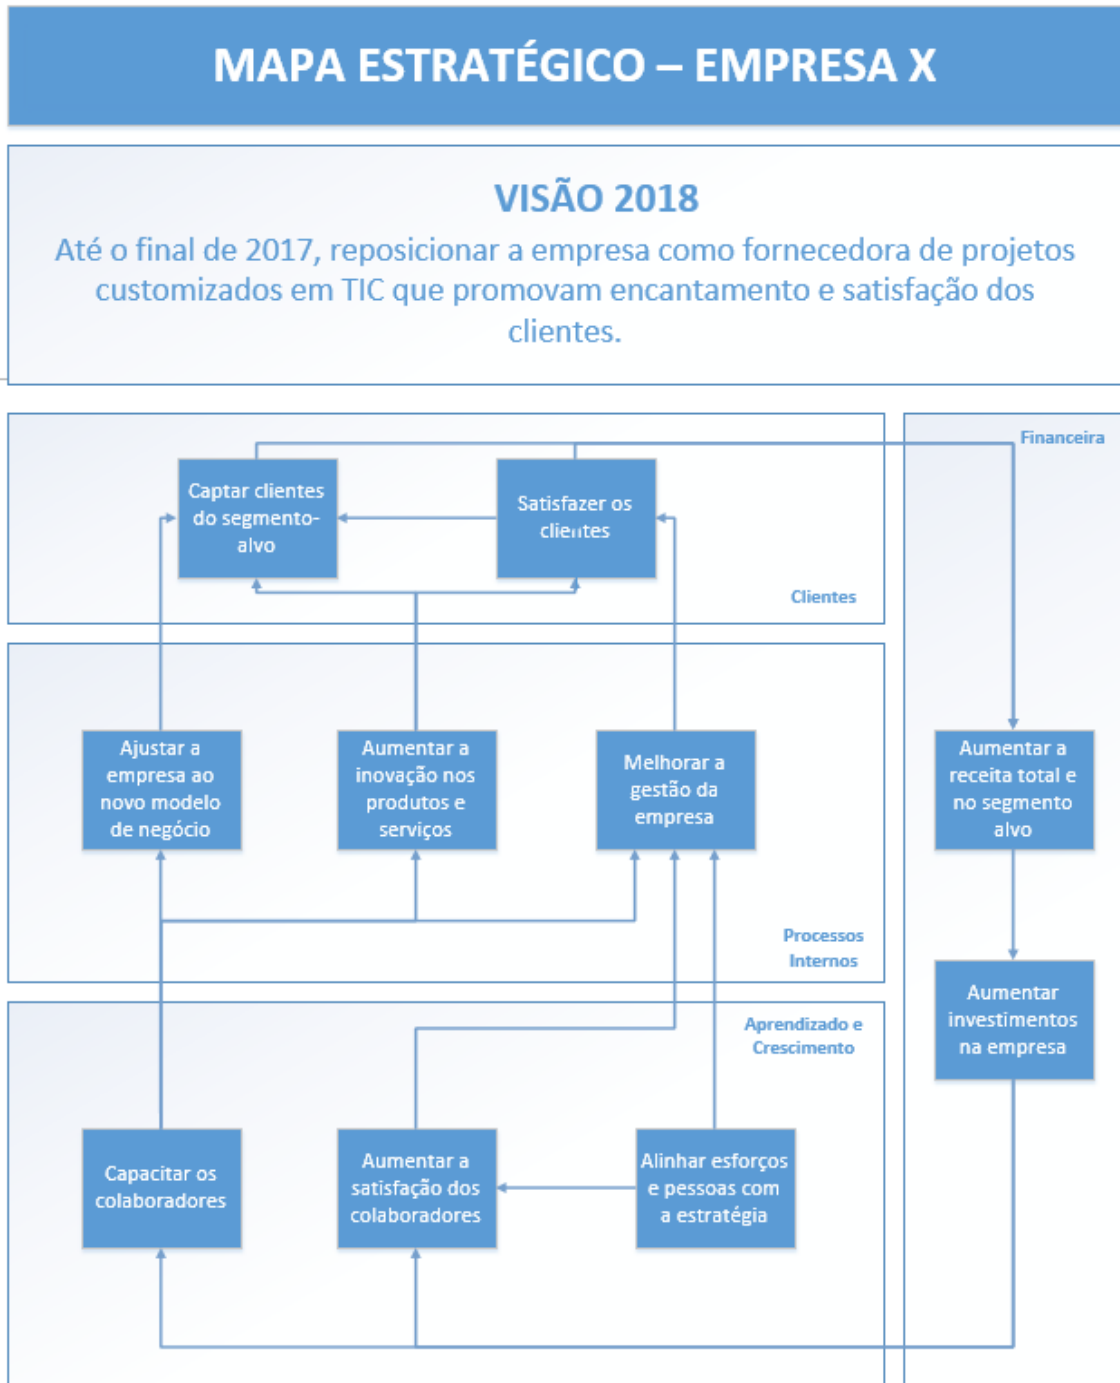 MAPA ESTRATÉGICO – EMPRESA X
VISÃO 2018
Até o final de 2017, reposicionar a empresa como fornecedora de projetos
customizados em TIC que promovam encantamento e satisfação dos
clientes.
Captar clientes
do segmento-
alvo
Satisfazer os
clientes
Clientes
Ajustar a
empresa ao
novo modelo
de negócio
Aumentar a
inovação nos
produtos e
serviços
Melhorar a
gestão da
empresa
Processos
Internos
Aprendizado e
Crescimento
Capacitar os
colaboradores
Aumentar a
satisfação dos
colaboradores
Alinhar esforços
e pessoas com
a estratégia
Financeira
Aumentar a
receita total e
no segmento
alvo
Aumentar
investimentos
na empresa